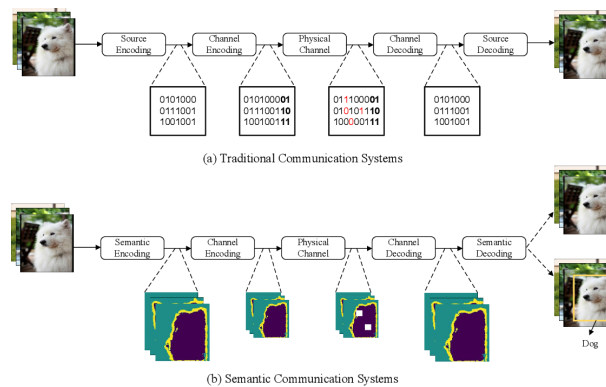 Source
Encoding
Channel
Encoding
Physical
Channel
Channel
Decoding
Source
Decoding
0101000
0111001
1001001
010100001
011100110
100100111
011100001
010101110
100000111
0101000
0111001
1001001
(a) Traditional Communication Systems
Semantic
Encoding
Channel
Encoding
Physical
Channel
Channel
Decoding
Semantic
Decoding
Dog
(b) Semantic Communication Systems